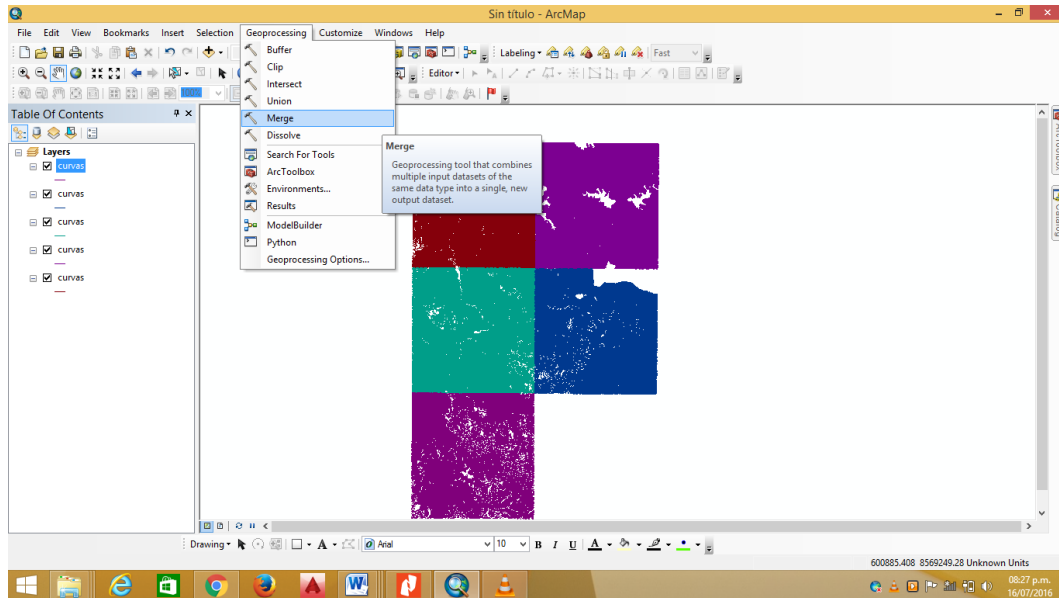 Sin título - ArcMap
File Edit View Bookmarks Insert Selection Geoprocessing Customize Windows Help
Labeling
Fast
Editor
100%
Table Of Contents
Layers
curvas
curvas
curvas
curvas
curvas
Buffer
Clip
Intersect
Union
Merge
Dissolve
Search For Tools
ArcToolbox
Environments...
Results
ModelBuilder
Python
Geoprocessing Options...
Merge
Geoprocessing tool that combines
multiple input datasets of the
same data type into a single, new
output dataset.
ArcToolbox
Catalog
Drawing
A
Arial
10
B I U A
600885.408 8569249.28 Unknown Units
08:27 p.m.
16/07/2016